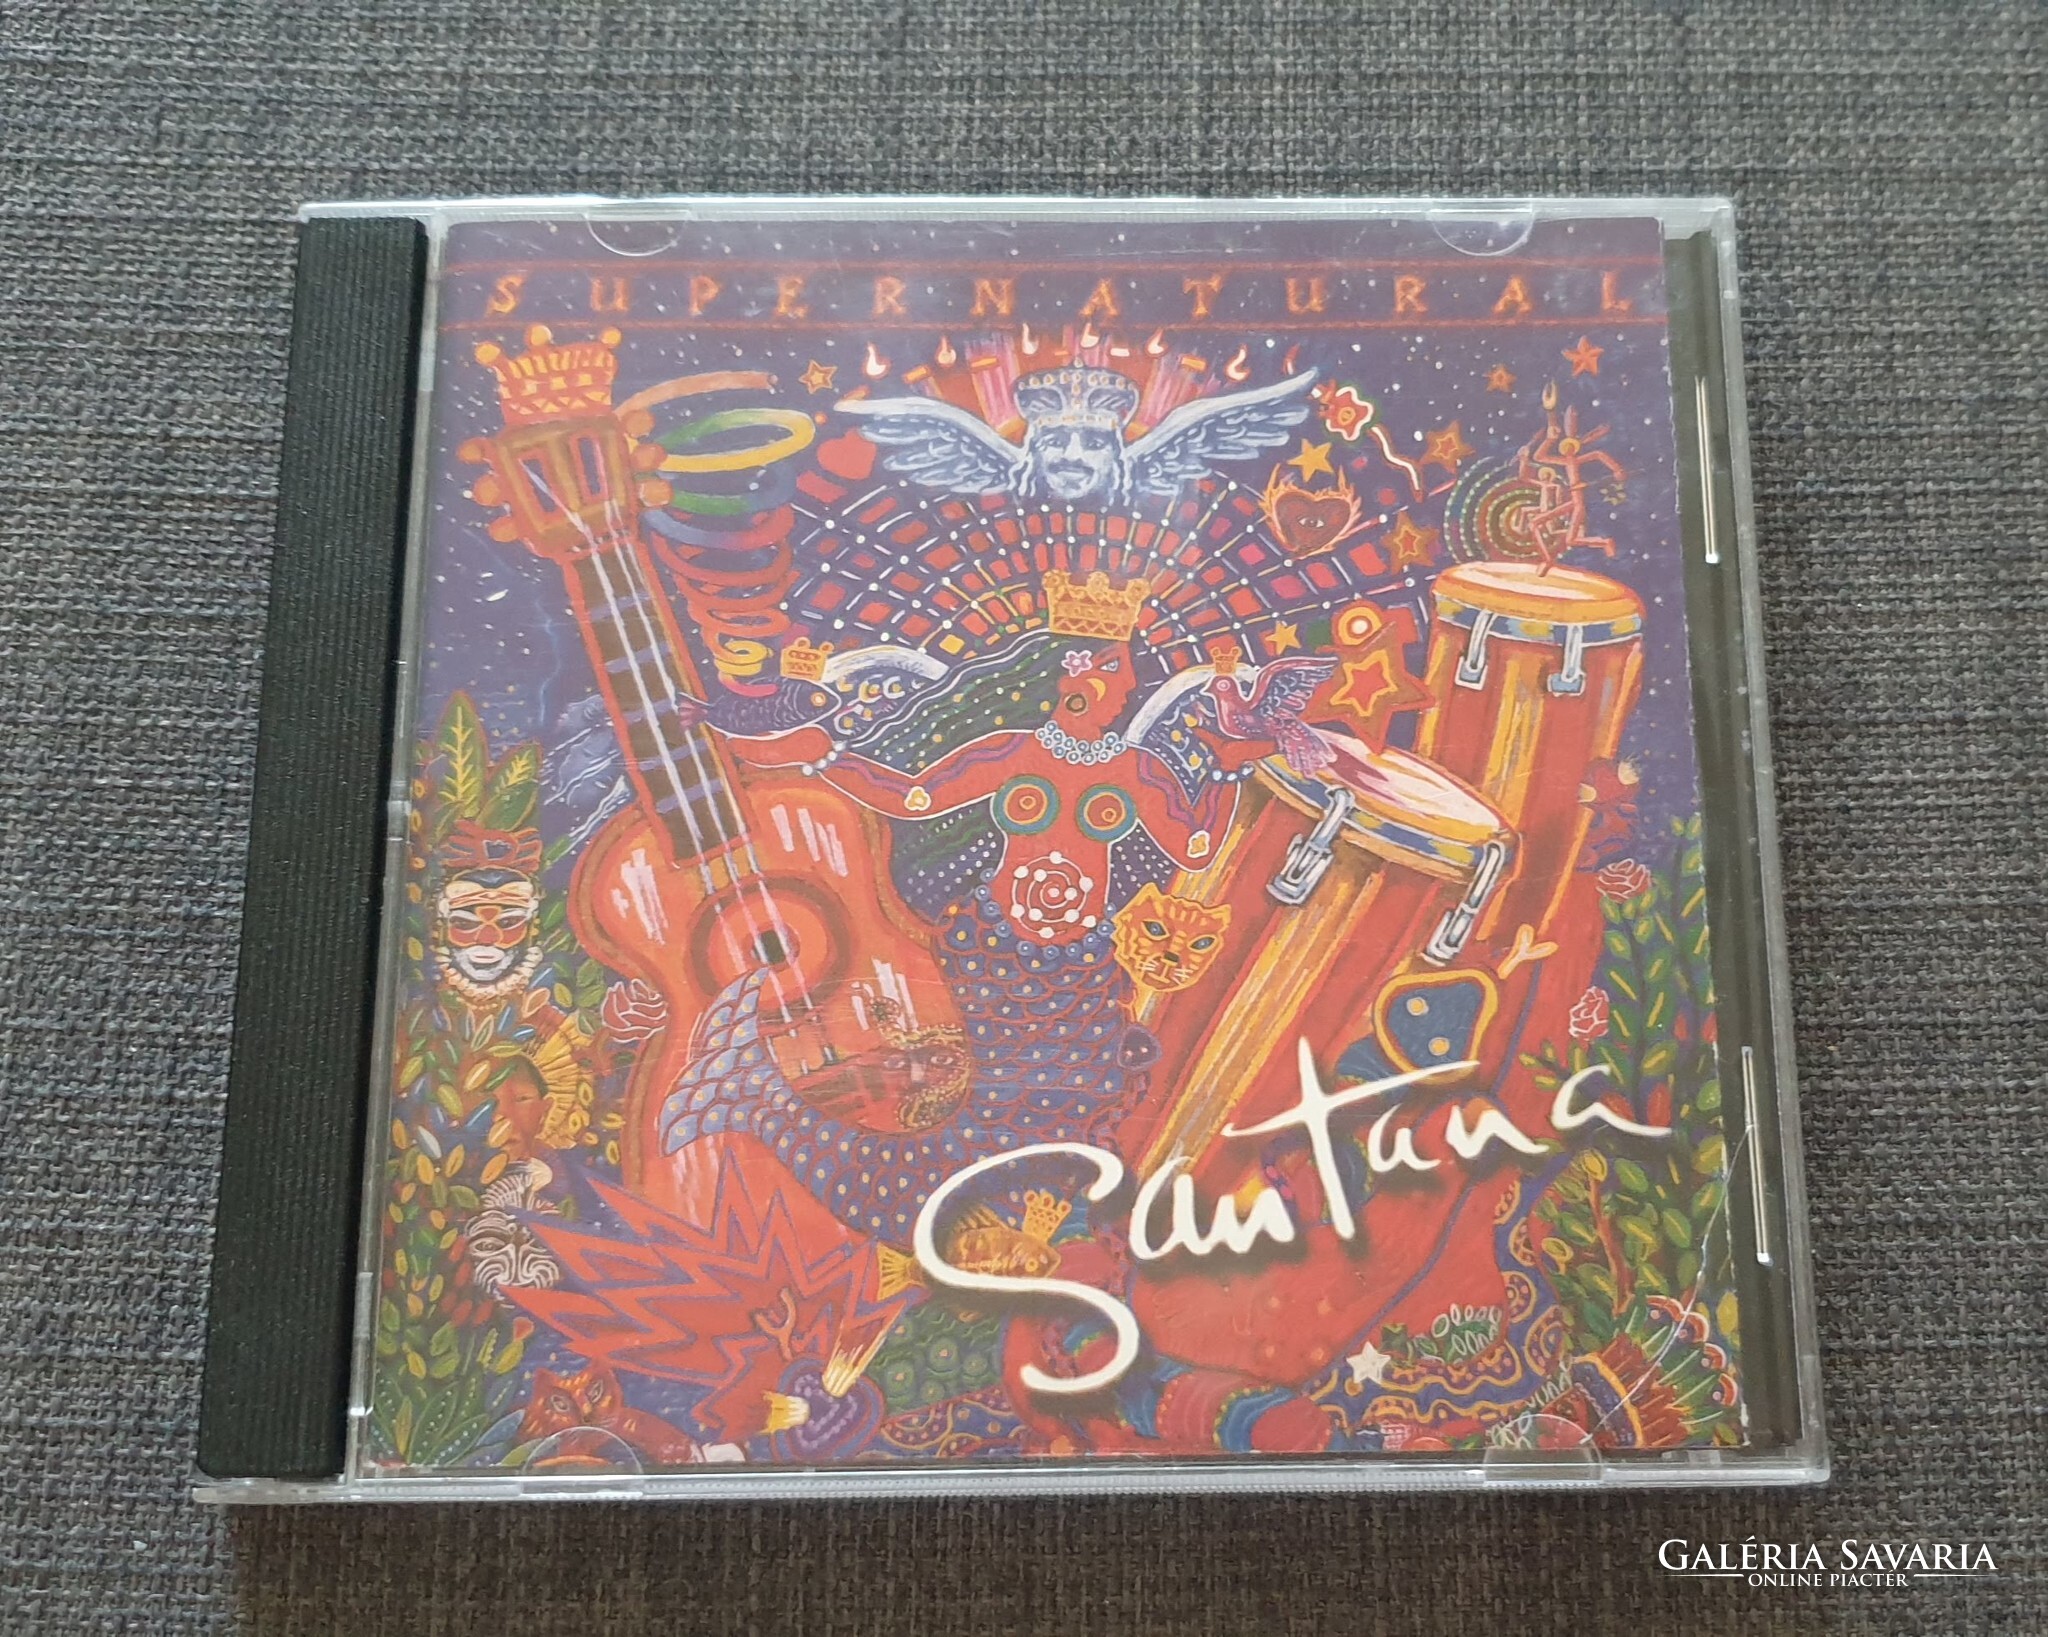 SUPERNATURAL
Santana
GALÉRIA SAVARIA
ONLINE PIACTÉR